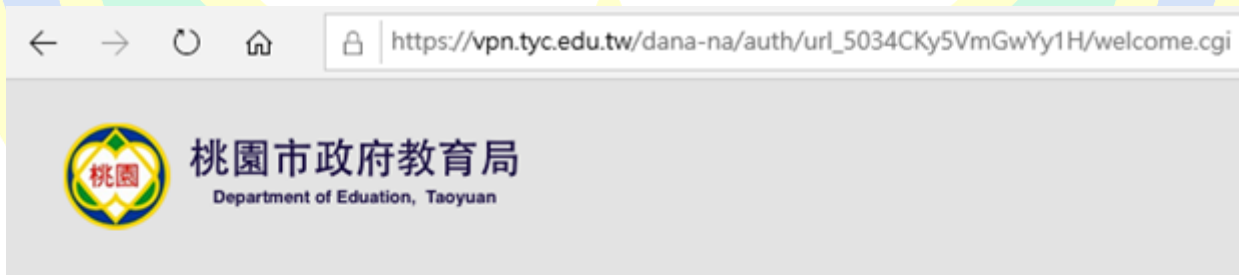 https://vpn.tyc.edu.tw/dana-na/auth/url_5034CKy5VmGwYy1H/welcome.cgi
桃園
桃園市政府教育局
Department of Eduation, Taoyuan